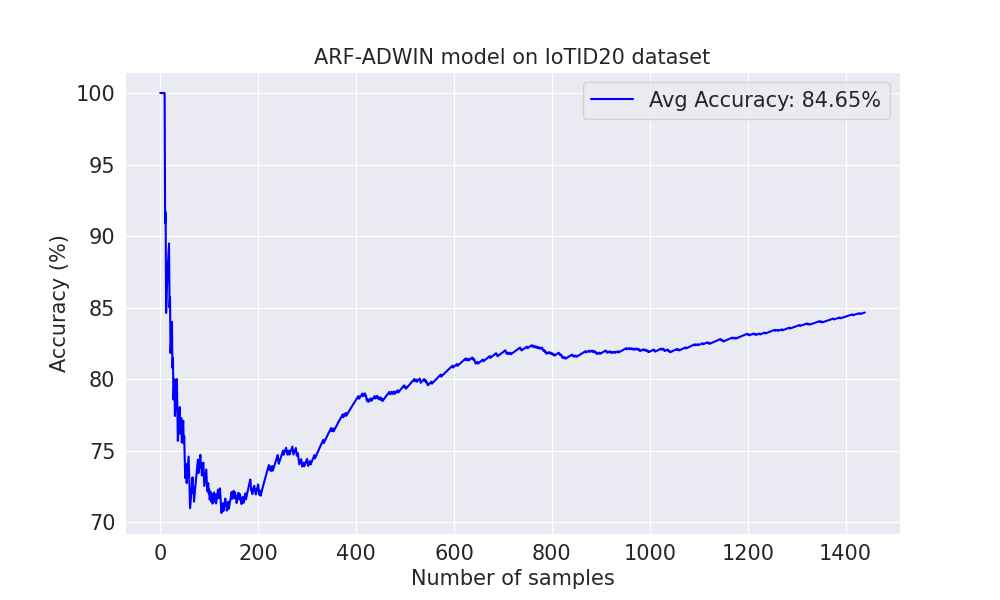 ARF-ADWIN model on IoTID20 dataset
Avg Accuracy: 84.65%
Accuracy (%)
100
95
90
85
80
75
70
0 200 400 600 800 1000 1200 1400
Number of samples